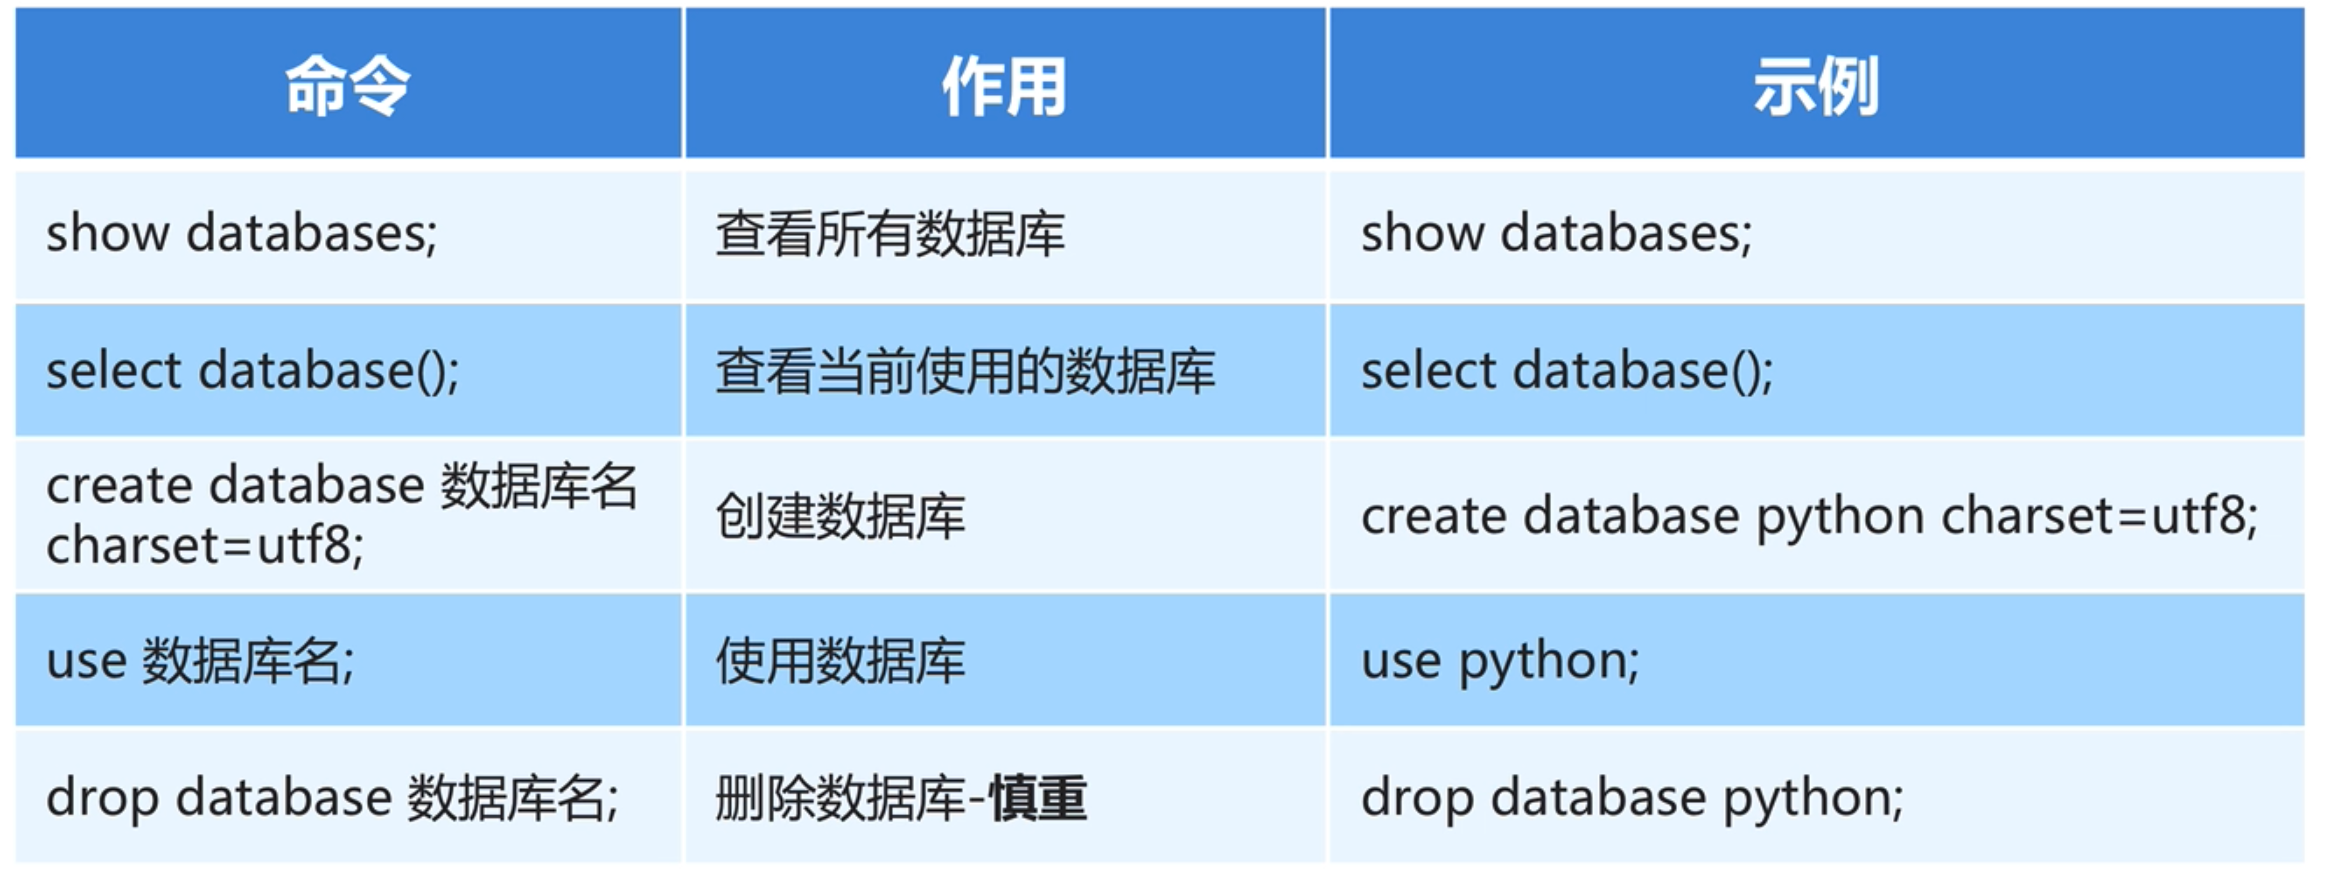 命令
作用
示例
show databases;
查看所有数据库
show databases;
select database();
查看当前使用的数据库
select database();
create database 数据库名
charset=utf8;
创建数据库
create database python charset=utf8;
use 数据库名;
使用数据库
use python;
drop database 数据库名;
删除数据库-慎重
drop database python;